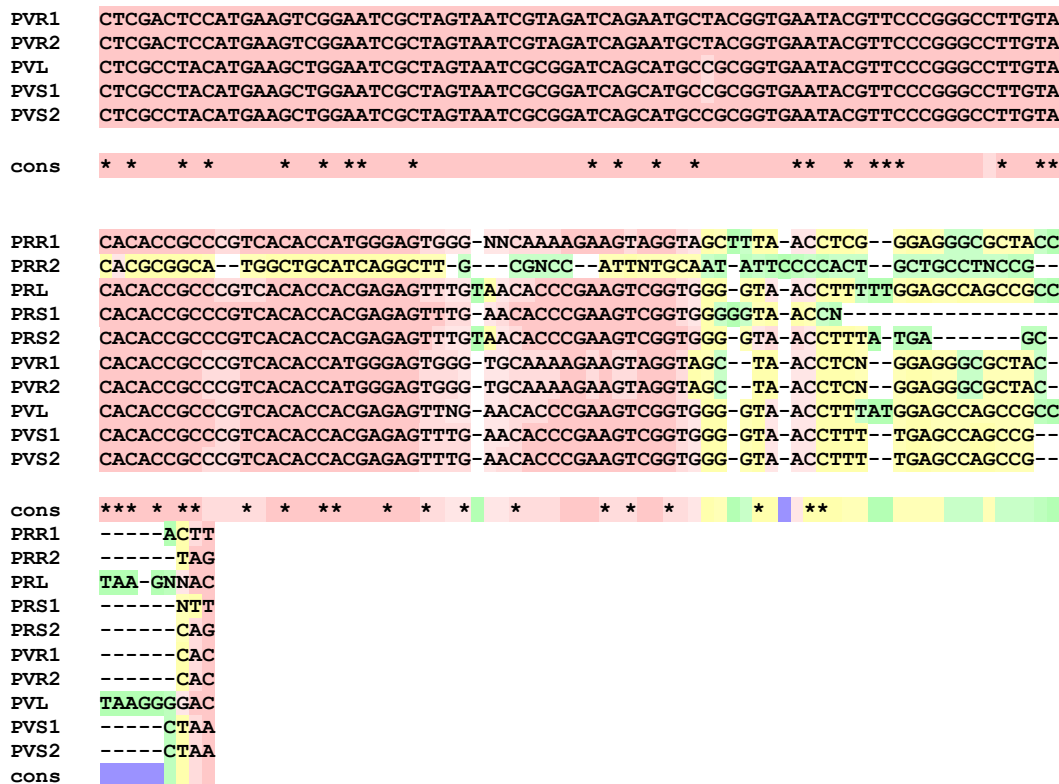 PVR1 CTCGACTCCATGAAGTCGGAATCGCTAGTAATCGTAGATCAGAATGCTACGGTGAATACGTTCCCGGGCCTTGTA
PVR2 CTCGACTCCATGAAGTCGGAATCGCTAGTAATCGTAGATCAGAATGCTACGGTGAATACGTTCCCGGGCCTTGTA
PVL CTCGCCTACATGAAGCTGGAATCGCTAGTAATCGCGGATCAGCATGCCGCGGTGAATACGTTCCCGGGCCTTGTA
PVS1 CTCGCCTACATGAAGCTGGAATCGCTAGTAATCGCGGATCAGCATGCCGCGGTGAATACGTTCCCGGGCCTTGTA
PVS2 CTCGCCTACATGAAGCTGGAATCGCTAGTAATCGCGGATCAGCATGCCGCGGTGAATACGTTCCCGGGCCTTGTA
cons * *   * *     *  * **   *             * *  *  *       **  * ***       *  **
PRR1 CACACCGCCCGTCACACCATGGGAGTGGG-NNCAAAAGAAGTAGGTAGCTTTA-ACCTCG--GGAGGGCGCTACC
PRR2 CACGCGGCA--TGGCTGCATCAGGCTT-G---CGNCC-ATTNTGCAAT-ATTCCCCACT--GCTGCCTNCCG--
PRL CACACCGCCCGTCACACCACGAGAGTTTGTAACACCCGAAGTCGGTGGG-GTA-ACCTTTTTGGAGCCAGCCGCC
PRS1 CACACCGCCCGTCACACCACGAGAGTTTG-AACACCCGAAGTCGGTGGGGGTA-ACCN-----------------
PRS2 CACACCGCCCGTCACACCACGAGAGTTTGTAACACCCGAAGTCGGTGGG-GTA-ACCTTTA-TGA-------GC-
PVR1 CACACCGCCCGTCACACCATGGGAGTGGG-TGCAAAAGAAGTAGGTAGC--TA-ACCTCN--GGAGGGCGCTAC-
PVR2 CACACCGCCCGTCACACCATGGGAGTGGG-TGCAAAAGAAGTAGGTAGC--TA-ACCTCN--GGAGGGCGCTAC-
PVL CACACCGCCCGTCACACCACGAGAGTTNG-AACACCCGAAGTCGGTGGG-GTA-ACCTTTATGGAGCCAGCCGCC
PVS1 CACACCGCCCGTCACACCACGAGAGTTTG-AACACCCGAAGTCGGTGGG-GTA-ACCTTT--TGAGCCAGCCG--
PVS2 CACACCGCCCGTCACACCACGAGAGTTTG-AACACCCGAAGTCGGTGGG-GTA-ACCTTT--TGAGCCAGCCG--
cons *** * **   *  *  **   *  *  *   *      * *  *      *   **
PRR1 -----ACTT
PRR2 ------TAG
PRL TAA-GNNAC
PRS1 ------NTT
PRS2 ------CAG
PVR1 ------CAC
PVR2 ------CAC
PVL TAAGGGGAC
PVS1 -----CTAA
PVS2 -----CTAA
cons